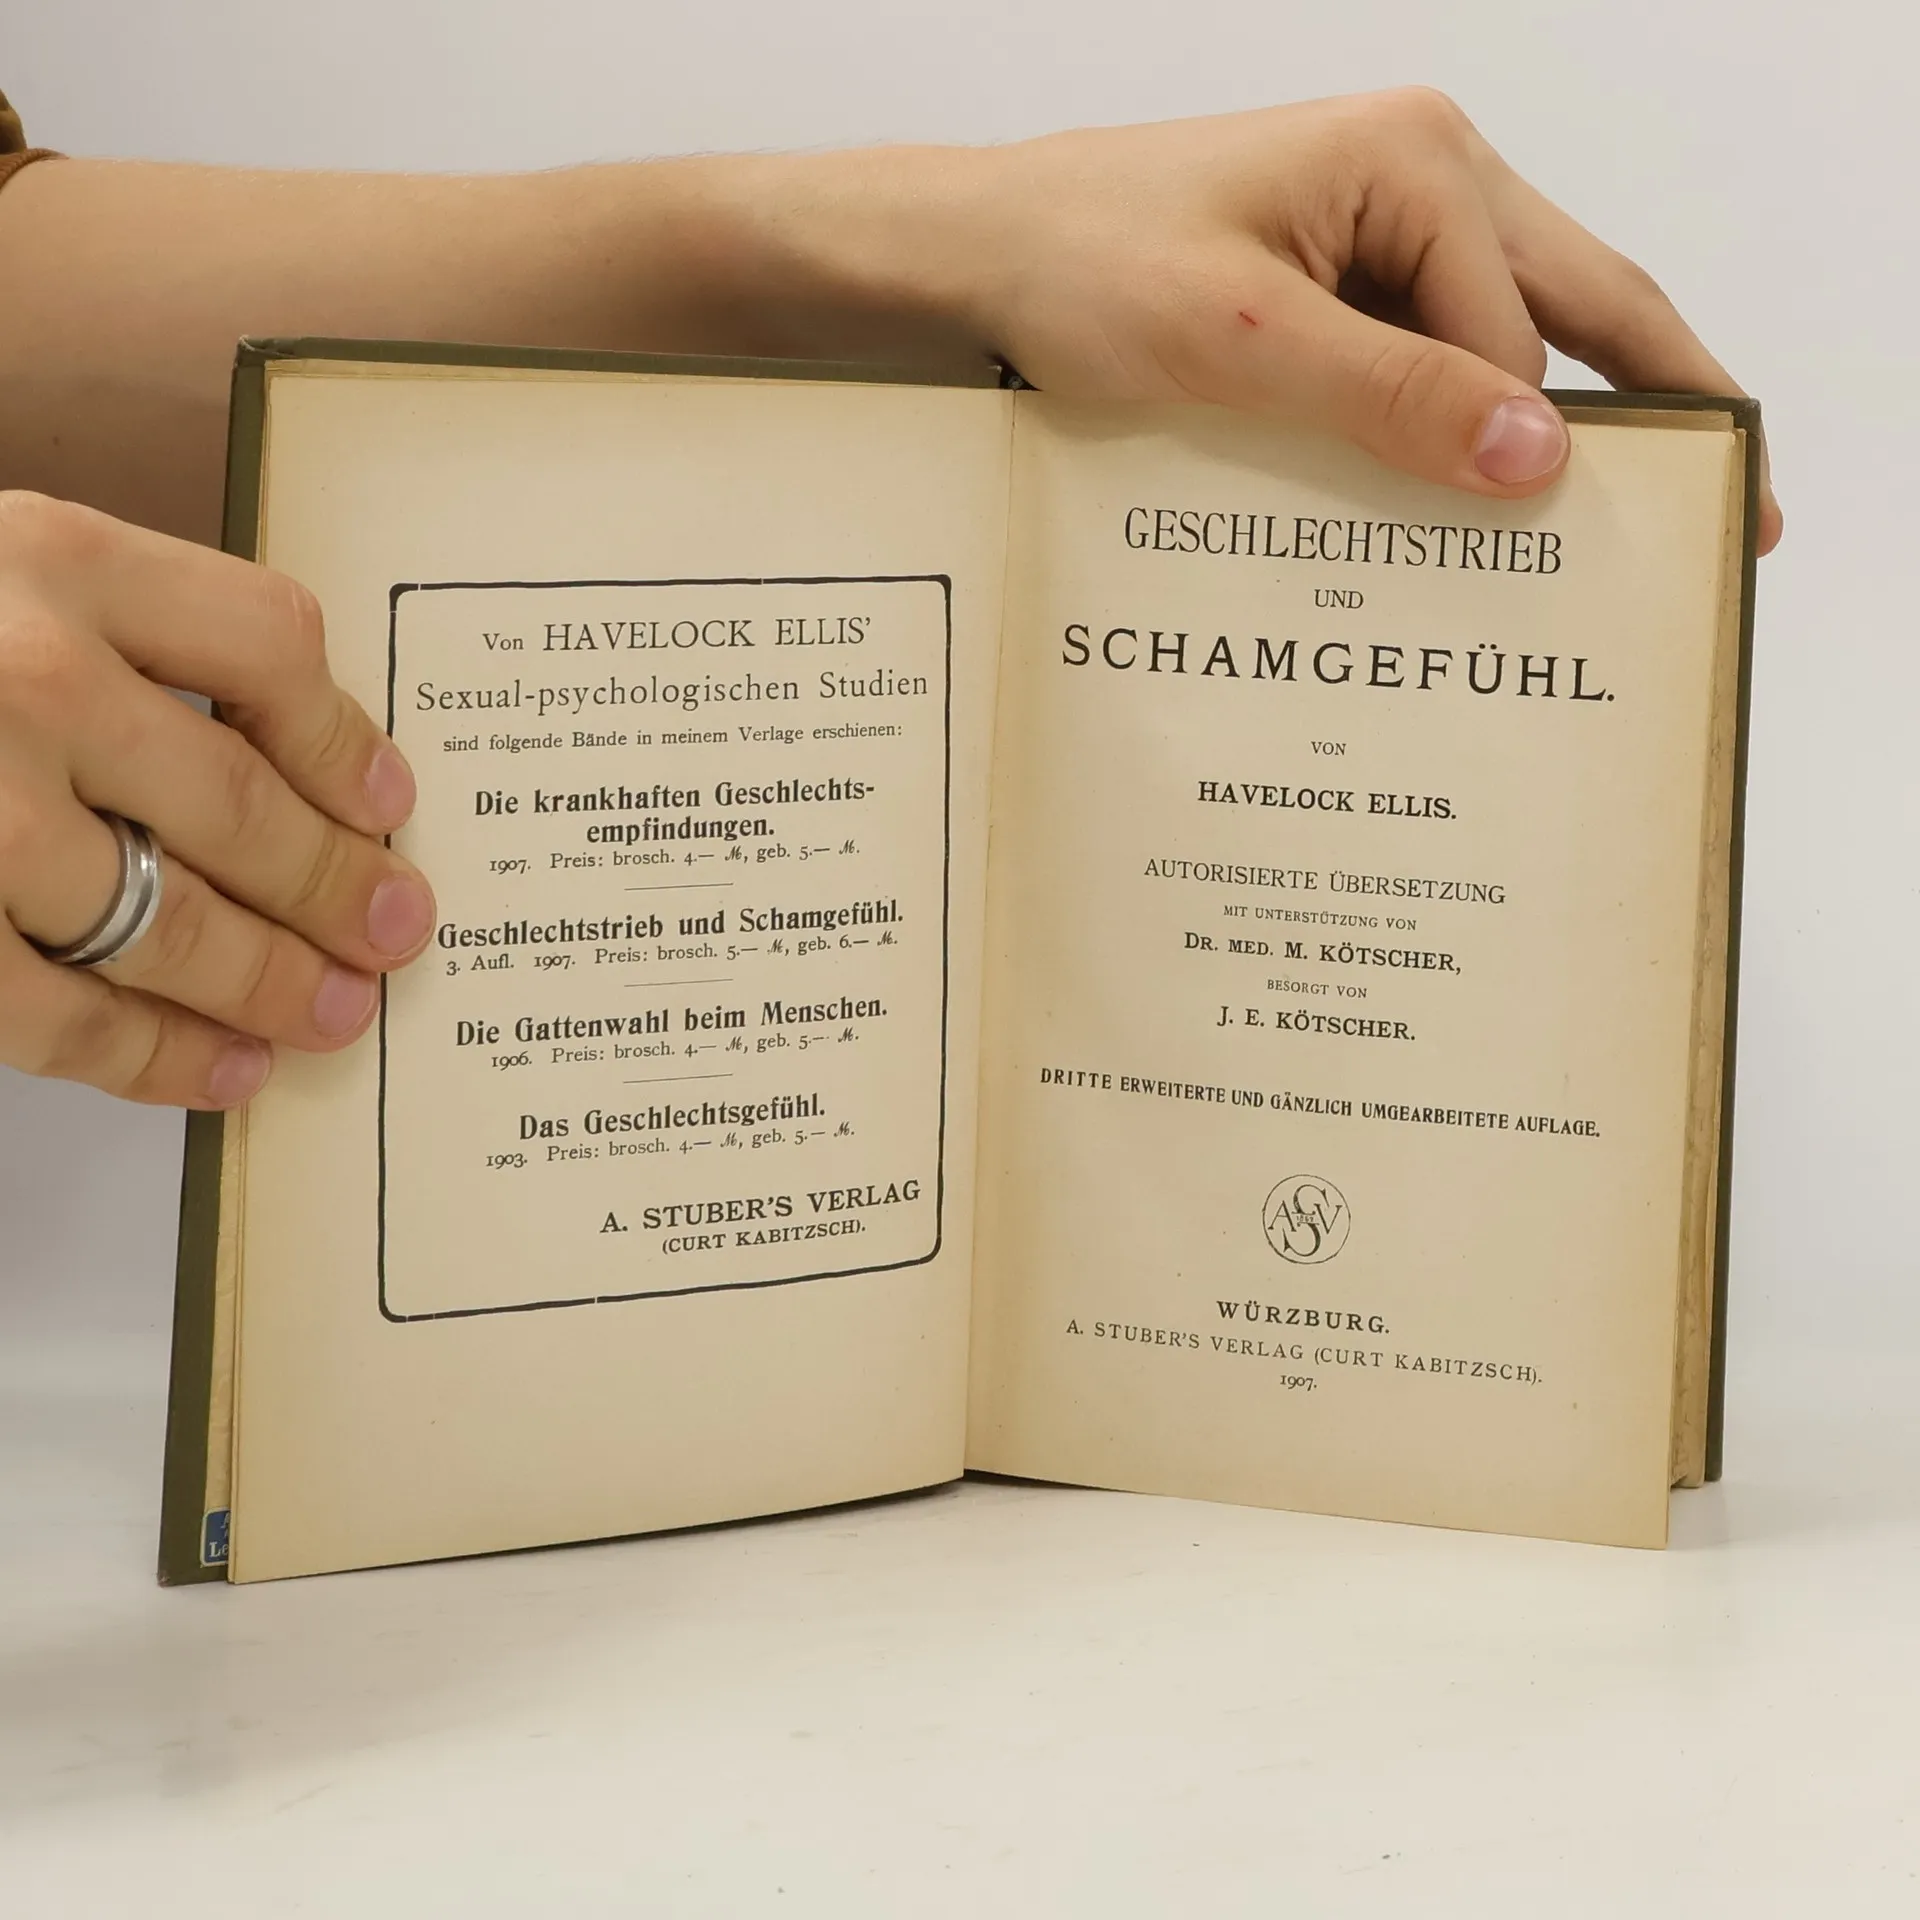 Von HAVELOCK ELLIS'
Sexual-psychologischen Studien
sind folgende Bände in meinem Verlage erschienen:
Die krankhaften Geschlechts-
empfindungen.
1907. Preis: brosch. 4.— ℳ, geb. 5.— ℳ.
Geschlechtstrieb und Schamgefühl.
3. Aufl. 1907. Preis: brosch. 5.— ℳ, geb. 6.— ℳ.
Die Gattenwahl beim Menschen.
1906. Preis: brosch. 4.— ℳ, geb. 5.— ℳ.
Das Geschlechtsgefühl.
1903. Preis: brosch. 4.— ℳ, geb. 5.— ℳ.
A. STUBER'S VERLAG
(CURT KABITZSCH).
GESCHLECHTSTRIEB
UND
SCHAMGEFÜHL.
VON
HAVELOCK ELLIS.
AUTORISIERTE ÜBERSETZUNG
MIT UNTERSTÜTZUNG VON
DR. MED. M. KÖTSCHER,
BESORGT VON
J. E. KÖTSCHER.
DRITTE ERWEITERTE UND GÄNZLICH UMGEARBEITETE AUFLAGE.
ASV
WÜRZBURG.
A. STUBER'S VERLAG (CURT KABITZSCH).
1907.